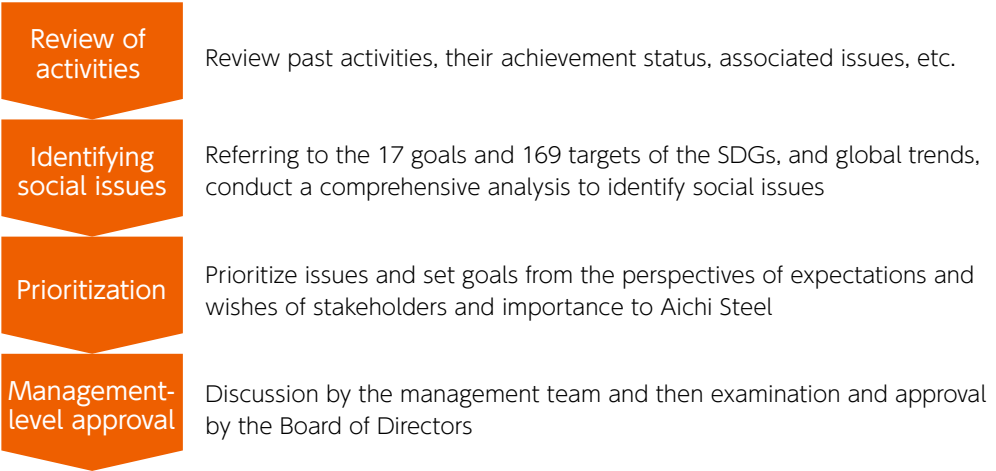 Review of
activities
Review past activities, their achievement status, associated issues, etc.
Identifying
social issues
Referring to the 17 goals and 169 targets of the SDGs, and global trends,
conduct a comprehensive analysis to identify social issues
Prioritization
Prioritize issues and set goals from the perspectives of expectations and
wishes of stakeholders and importance to Aichi Steel
Management-
level approval
Discussion by the management team and then examination and approval
by the Board of Directors